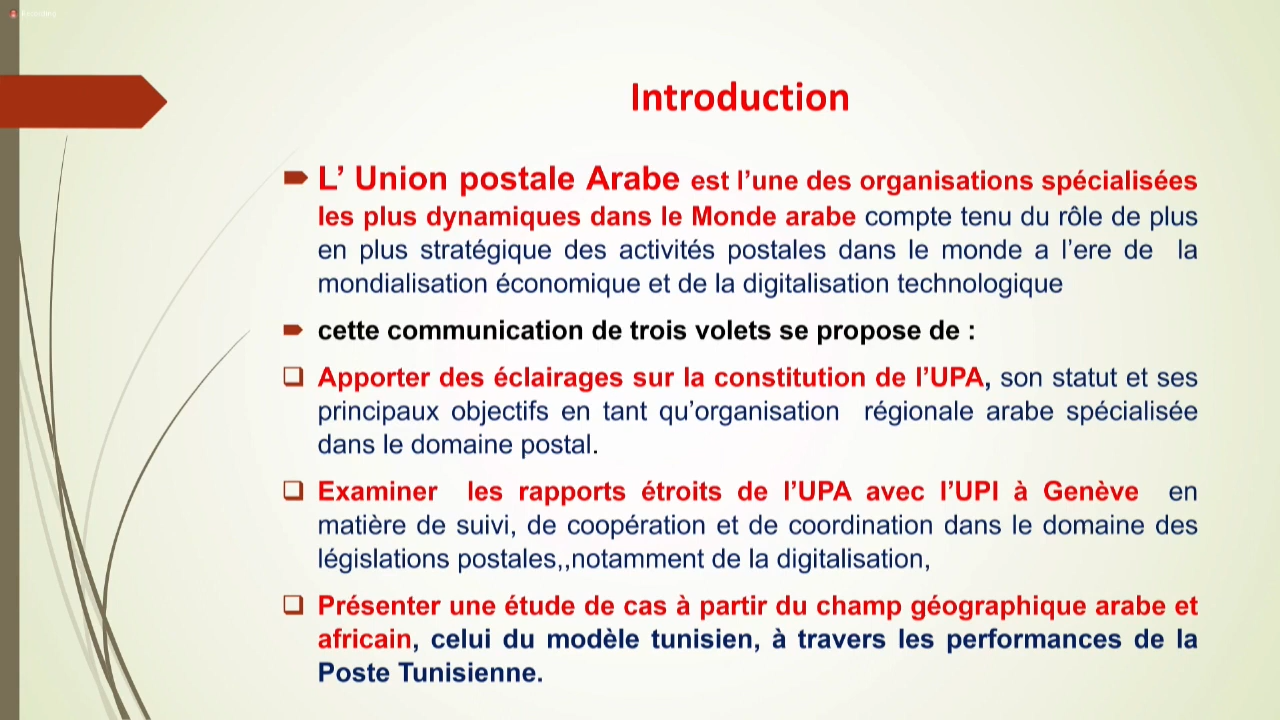 Introduction
L’ Union postale Arabe est l’une des organisations spécialisées
les plus dynamiques dans le Monde arabe compte tenu du rôle de plus
en plus stratégique des activités postales dans le monde a l’ere de la
mondialisation économique et de la digitalisation technologique
cette communication de trois volets se propose de :
Apporter des éclairages sur la constitution de l’UPA, son statut et ses
principaux objectifs en tant qu’organisation régionale arabe spécialisée
dans le domaine postal.
Examiner les rapports étroits de l’UPA avec l’UPI à Genève en
matière de suivi, de coopération et de coordination dans le domaine des
législations postales,,notamment de la digitalisation,
Présenter une étude de cas à partir du champ géographique arabe et
africain, celui du modèle tunisien, à travers les performances de la
Poste Tunisienne.